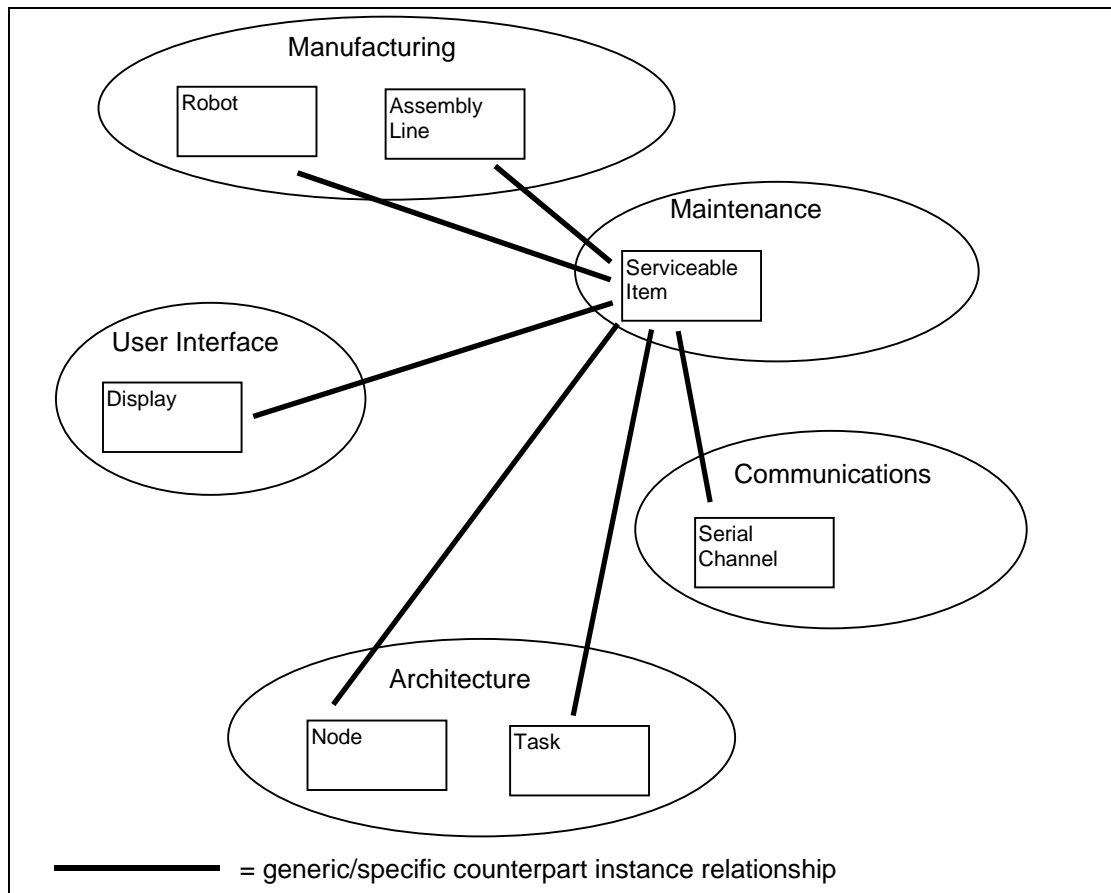 Manufacturing
Robot
Assembly
Line
Maintenance
Serviceable
Item
User Interface
Display
Communications
Serial
Channel
Architecture
Node
Task
= generic/specific counterpart instance relationship